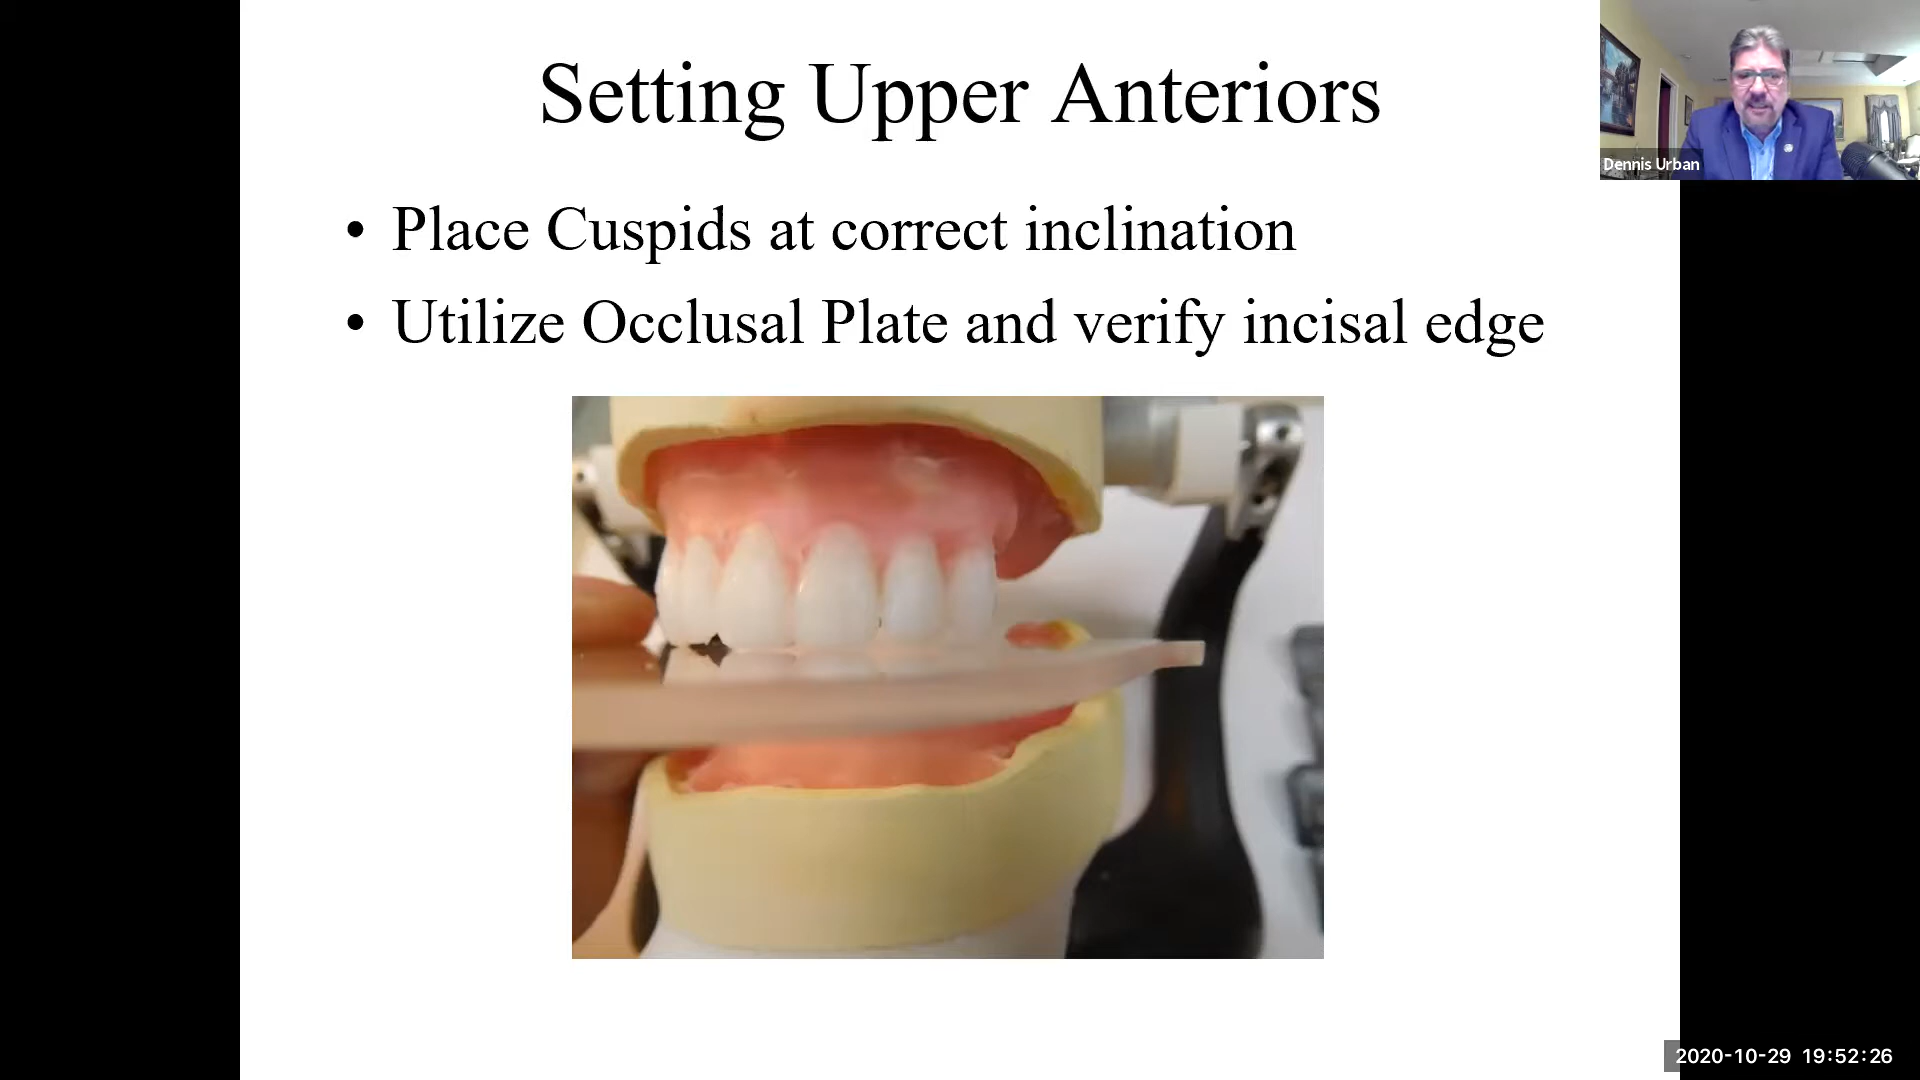 Setting Upper Anteriors
Dennis Urban
• Place Cuspids at correct inclination
• Utilize Occlusal Plate and verify incisal edge
2020-10-29 19:52:26